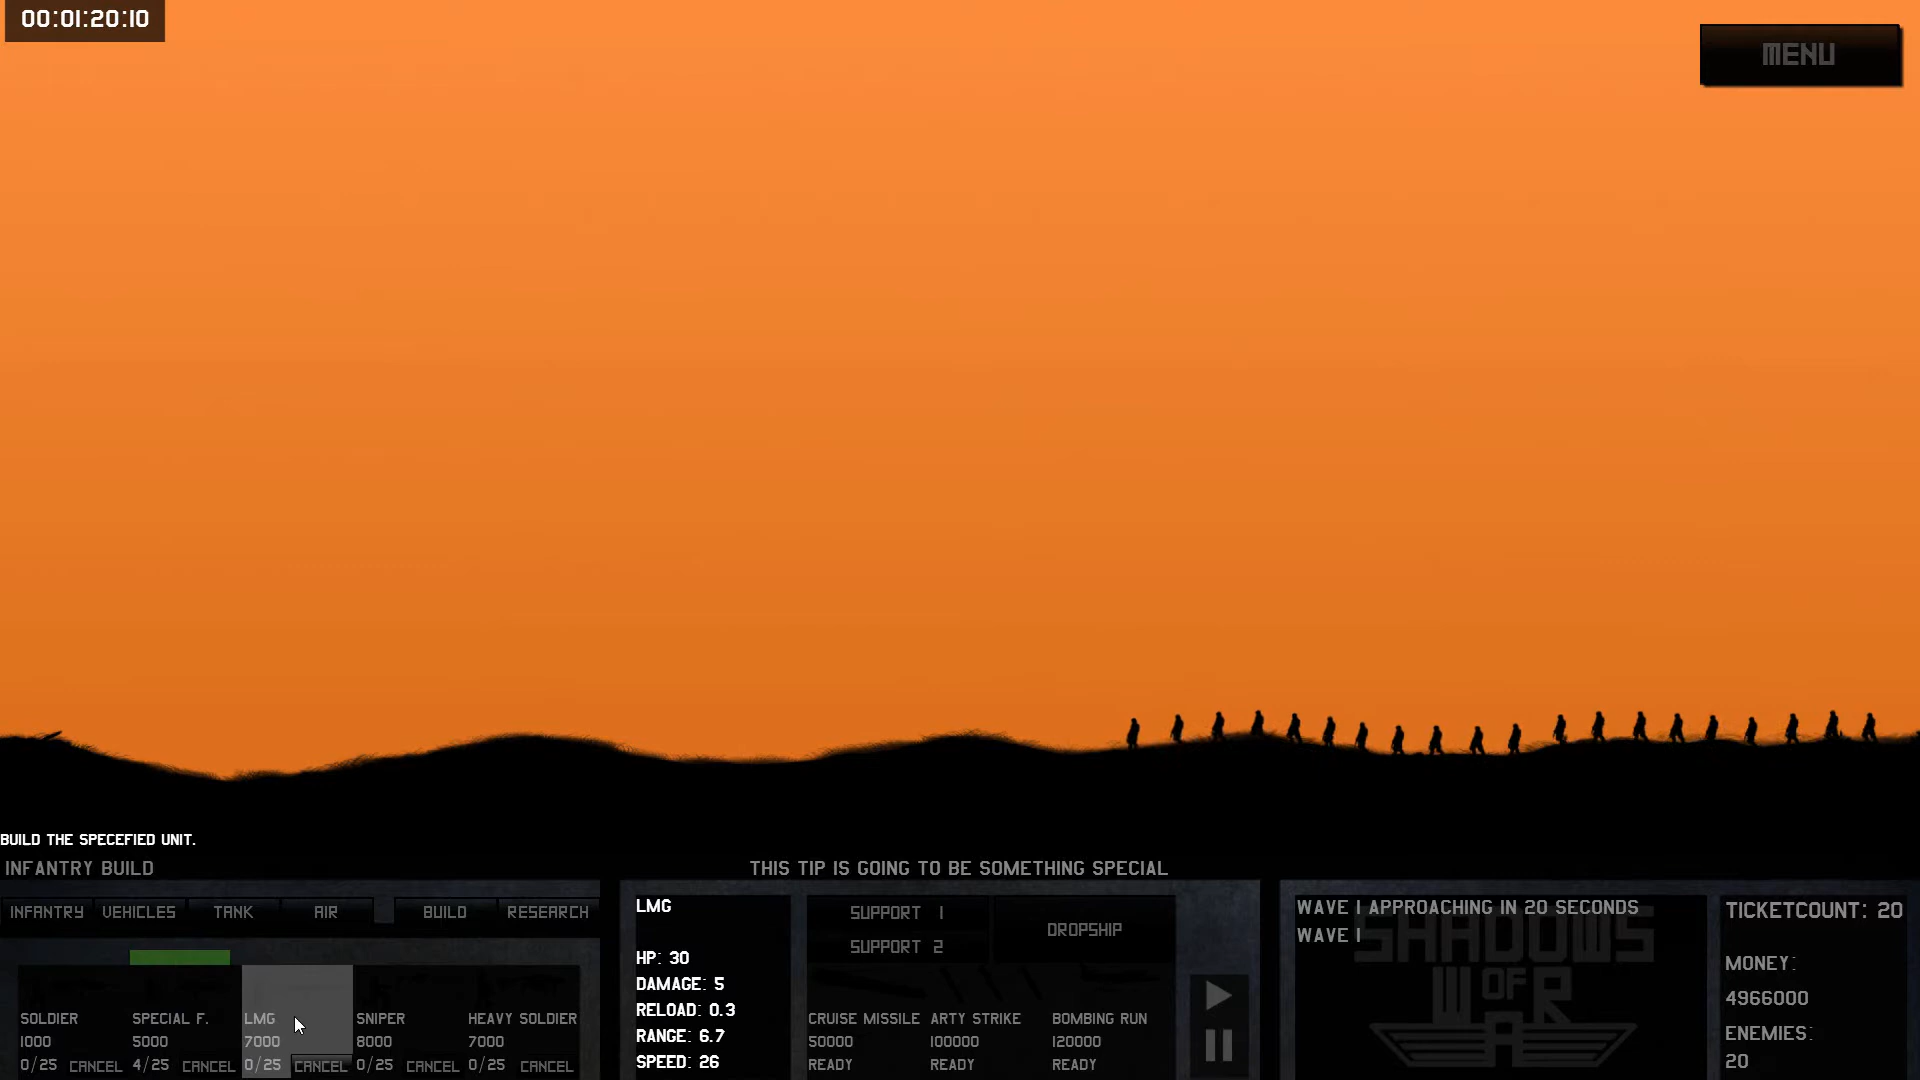 00:01:20:10
MENU
BUILD THE SPECEFIED UNIT.
INFANTRY BUILD
THIS TIP IS GOING TO BE SOMETHING SPECIAL
INFANTRY VEHICLES TANK AIR BUILD RESEARCH
SOLDIER
1000
0/25 CANCEL
SPECIAL F.
5000
4/25 CANCEL
LMG
7000
0/25 CANCEL
SNIPER
8000
0/25 CANCEL
HEAVY SOLDIER
7000
0/25 CANCEL
LMG
HP: 30
DAMAGE: 5
RELOAD: 0.3
RANGE: 6.7
SPEED: 26
SUPPORT 1
SUPPORT 2
DROPSHIP
CRUISE MISSILE
50000
READY
ARTY STRIKE
100000
READY
BOMBING RUN
120000
READY
WAVE 1 APPROACHING IN 20 SECONDS
WAVE 1
SHADOWS
OF
WAR
TICKETCOUNT: 20
MONEY:
4966000
ENEMIES:
20